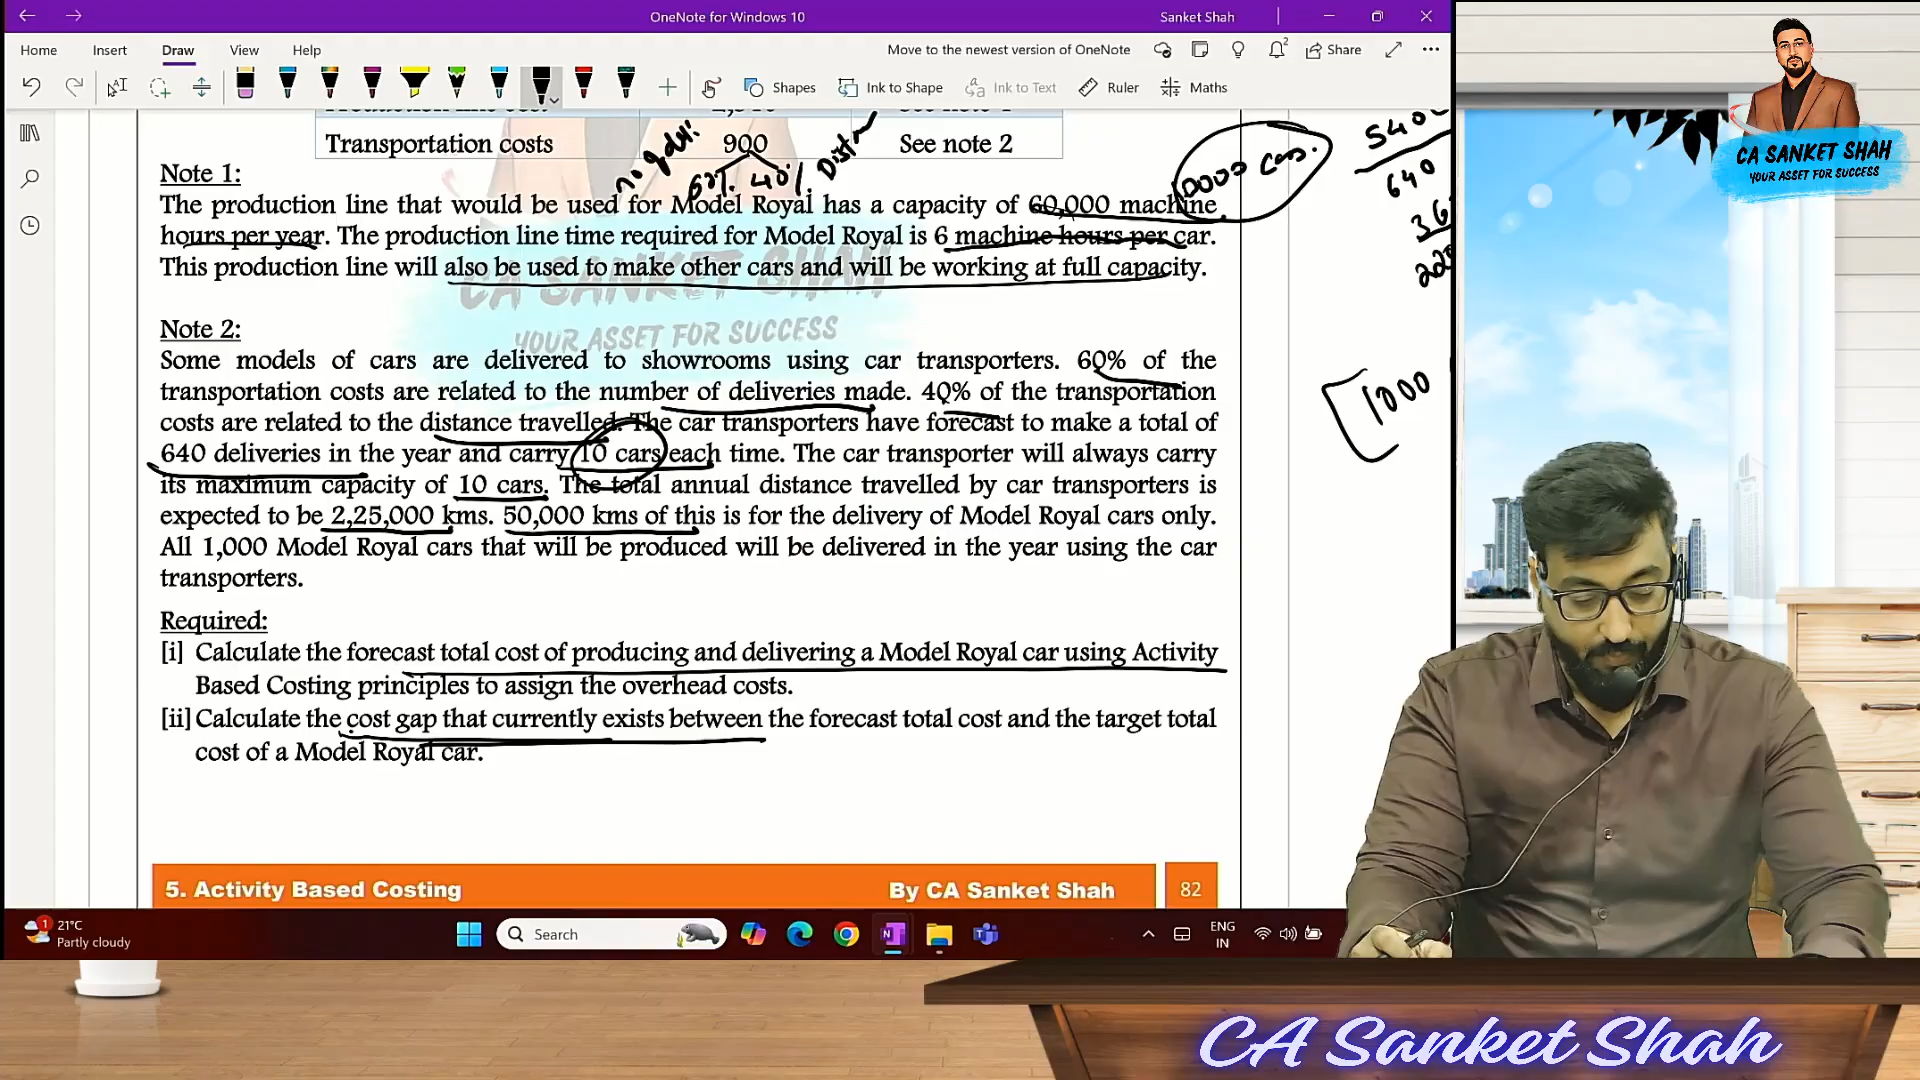 OneNote for Windows 10
Sanket Shah
Home Insert Draw View Help
Move to the newest version of OneNote
2
Share
Shapes
Ink to Shape
Ink to Text
Ruler
Maths
Transportation costs 900 See note 2
60% 40%
no of deli:
0000 cars.
640
1000
Note 1:
The production line that would be used for Model Royal has a capacity of 60,000 machine
hours per year. The production line time required for Model Royal is 6 machine hours per car.
This production line will also be used to make other cars and will be working at full capacity.
CA SANKET SHAH
YOUR ASSET FOR SUCCESS
Note 2:
Some models of cars are delivered to showrooms using car transporters. 60% of the
transportation costs are related to the number of deliveries made. 40% of the transportation
costs are related to the distance travelled. The car transporters have forecast to make a total of
640 deliveries in the year and carry 10 cars each time. The car transporter will always carry
its maximum capacity of 10 cars. The total annual distance travelled by car transporters is
expected to be 2,25,000 kms. 50,000 kms of this is for the delivery of Model Royal cars only.
All 1,000 Model Royal cars that will be produced will be delivered in the year using the car
transporters.
Required:
[i] Calculate the forecast total cost of producing and delivering a Model Royal car using Activity
Based Costing principles to assign the overhead costs.
[ii] Calculate the cost gap that currently exists between the forecast total cost and the target total
cost of a Model Royal car.
5. Activity Based Costing By CA Sanket Shah 82
1
21°C
Partly cloudy
Search
ENG
IN
CA SANKET SHAH
YOUR ASSET FOR SUCCESS
CA Sanket Shah